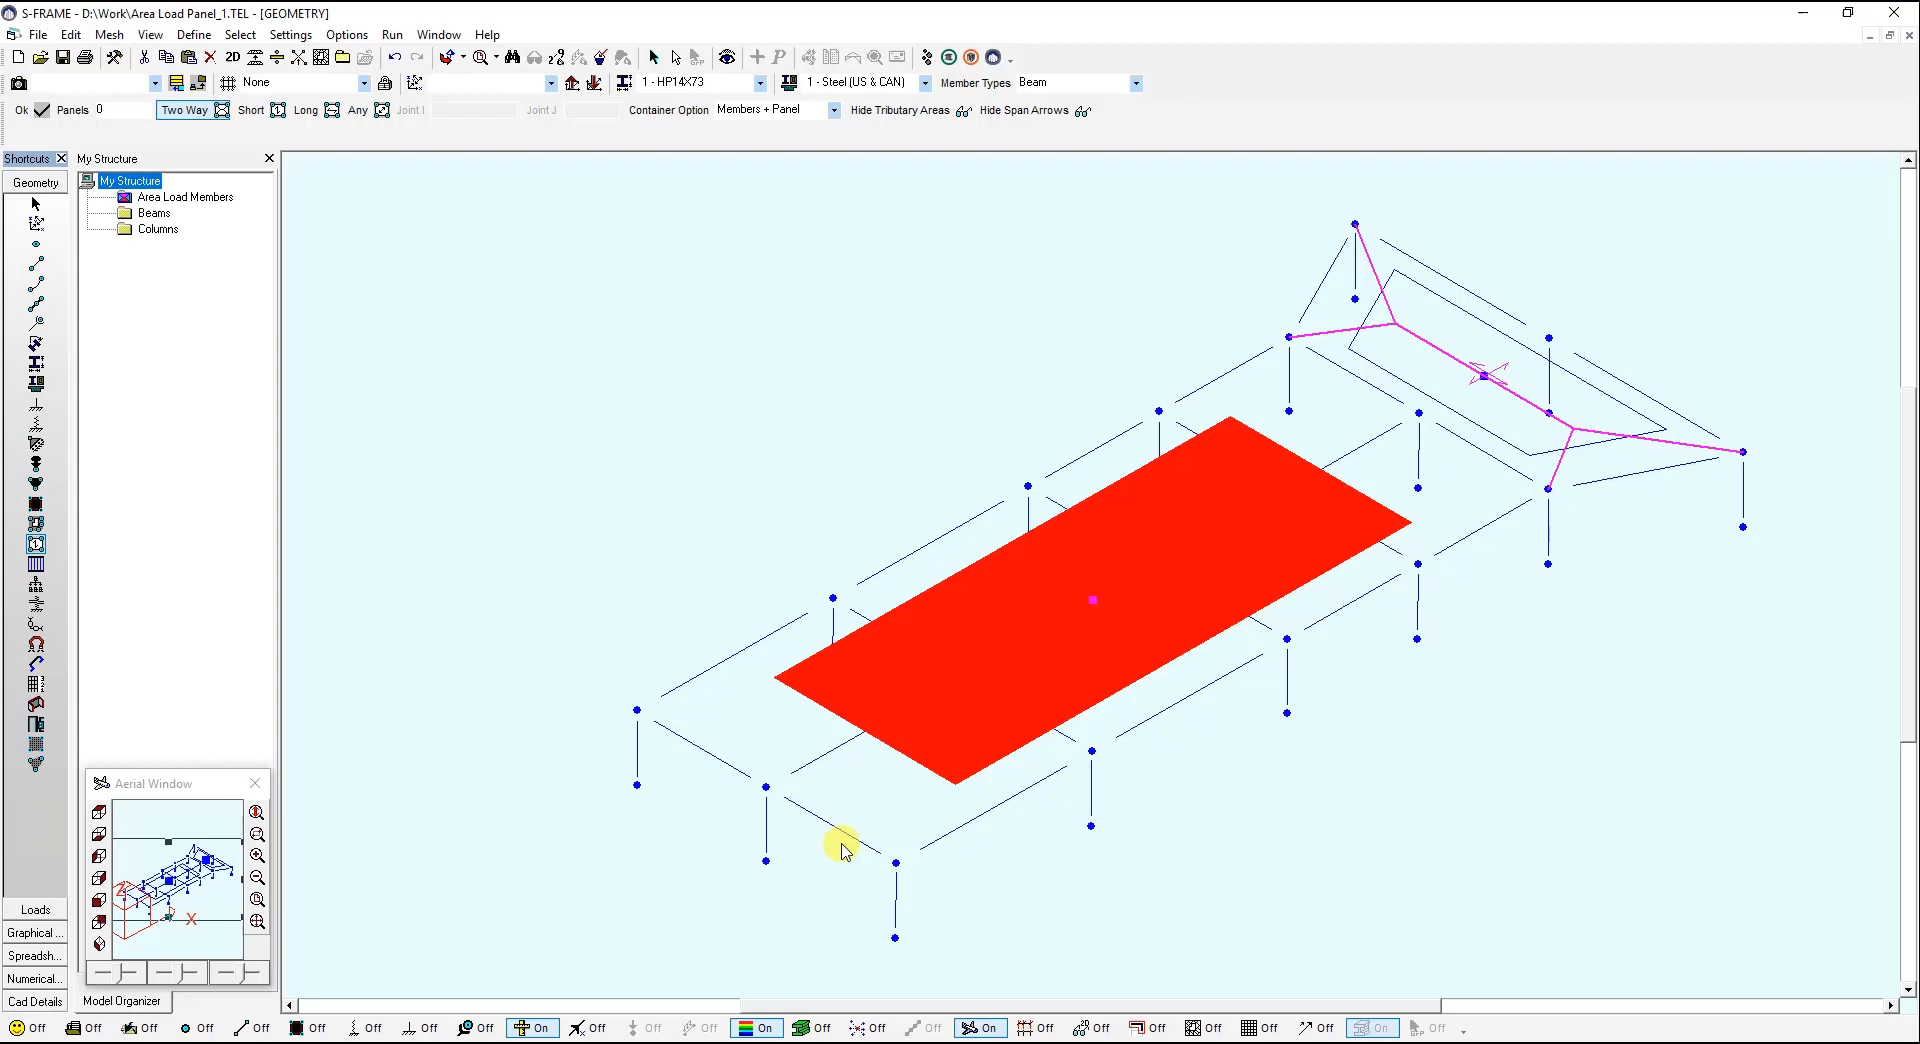 S-FRAME - D:\Work\Area Load Panel_1.TEL - [GEOMETRY]
File Edit Mesh View Define Select Settings Options Run Window Help
2D
None 1 - HP14X73 1 - Steel (US & CAN) Member Types Beam
Ok Panels 0 Two Way Short Long Any Joint I Joint J Container Option Members + Panel Hide Tributary Areas Hide Span Arrows
Shortcuts My Structure
Geometry
My Structure
Area Load Members
Beams
Columns
Aerial Window
Z
X
Loads
Graphical ...
Spreadsh...
Numerical...
Cad Details
Model Organizer
Off Off Off Off Off Off Off Off Off On Off Off Off On Off Off Off On Off Off Off Off Off Off On Off